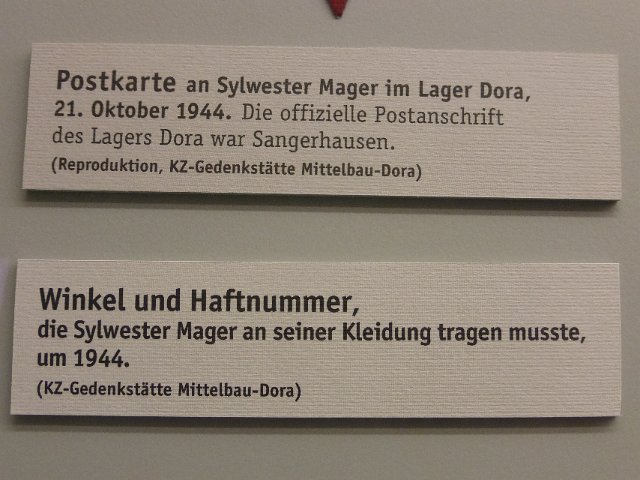 Postkarte an Sylwester Mager im Lager Dora,
21. Oktober 1944. Die offizielle Postanschrift
des Lagers Dora war Sangerhausen.
(Reproduktion, KZ-Gedenkstätte Mittelbau-Dora)
Winkel und Haftnummer,
die Sylwester Mager an seiner Kleidung tragen musste,
um 1944.
(KZ-Gedenkstätte Mittelbau-Dora)